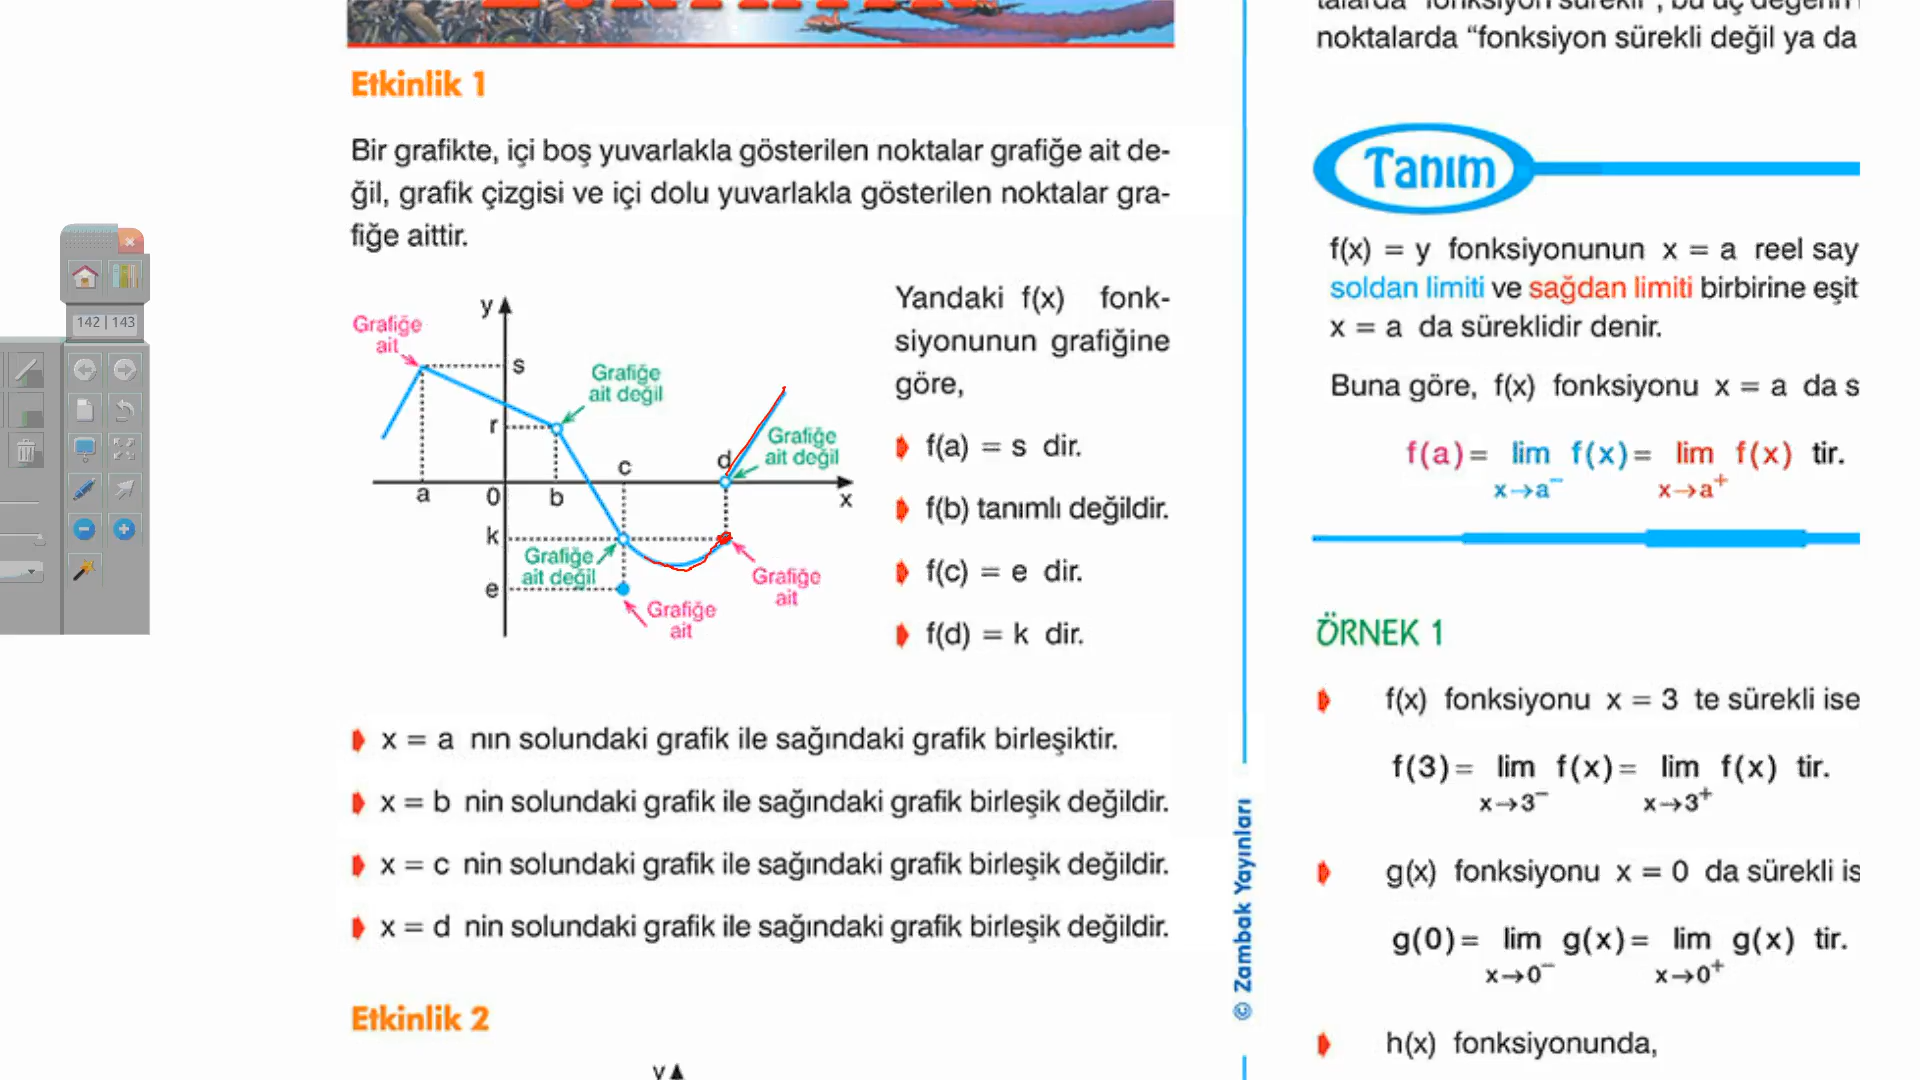 Etkinlik 1
Bir grafikte, içi boş yuvarlakla gösterilen noktalar grafiğe ait de-
ğil, grafik çizgisi ve içi dolu yuvarlakla gösterilen noktalar gra-
fiğe aittir.
y
Grafiğe
ait
s
Grafiğe
ait değil
r
c
d
Grafiğe
ait değil
a
0
b
x
k
Grafiğe
ait değil
e
Grafiğe
ait
Grafiğe
ait
Yandaki f(x) fonk-
siyonunun grafiğine
göre,
f(a) = s dir.
f(b) tanımlı değildir.
f(c) = e dir.
f(d) = k dir.
x = a nın solundaki grafik ile sağındaki grafik birleşiktir.
x = b nin solundaki grafik ile sağındaki grafik birleşik değildir.
x = c nin solundaki grafik ile sağındaki grafik birleşik değildir.
x = d nin solundaki grafik ile sağındaki grafik birleşik değildir.
Etkinlik 2
y
© Zambak Yayınları
142 | 143
noktalarda “fonksiyon sürekli değil ya da
Tanım
f(x) = y fonksiyonunun x = a reel say
soldan limiti ve sağdan limiti birbirine eşit
x = a da süreklidir denir.
Buna göre, f(x) fonksiyonu x = a da s
f(a) = lim f(x) = lim f(x) tir.
x→a⁻ x→a⁺
ÖRNEK 1
f(x) fonksiyonu x = 3 te sürekli ise
f(3) = lim f(x) = lim f(x) tir.
x→3⁻ x→3⁺
g(x) fonksiyonu x = 0 da sürekli is
g(0) = lim g(x) = lim g(x) tir.
x→0⁻ x→0⁺
h(x) fonksiyonunda,